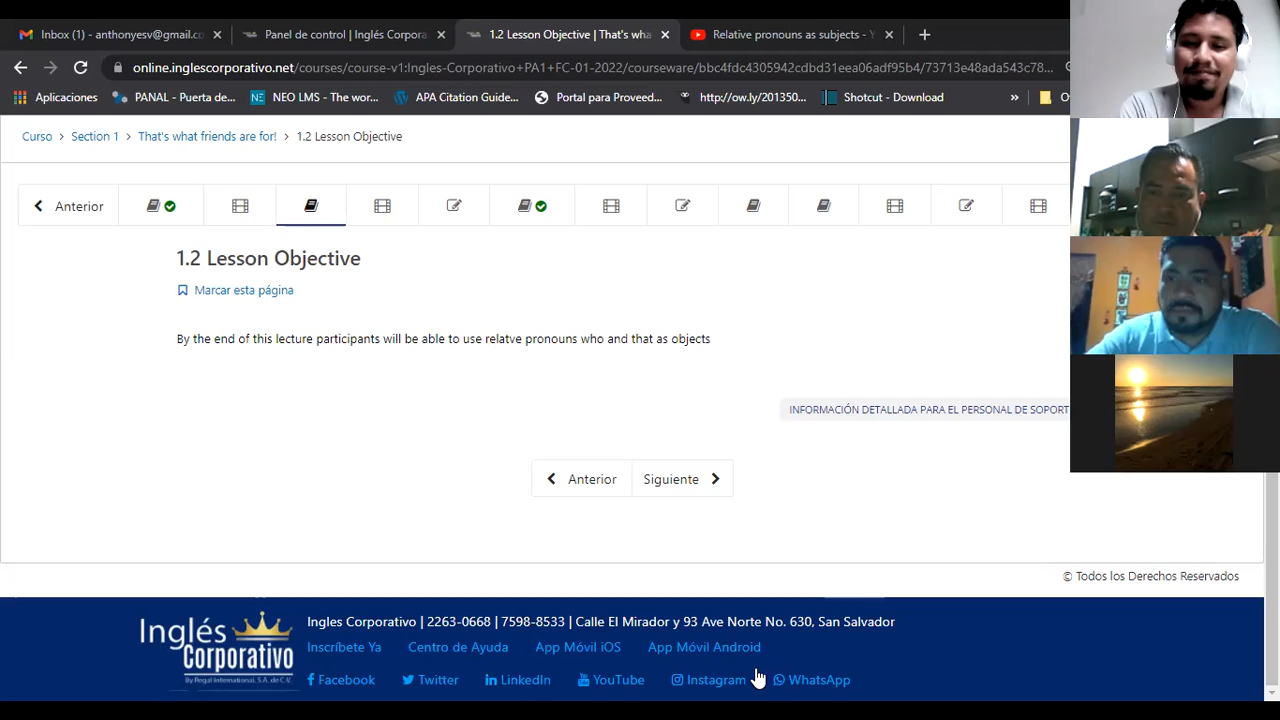 Inbox (1) - anthonyesv@gmail.co
Panel de control | Inglés Corpora
1.2 Lesson Objective | That's wha
Relative pronouns as subjects - Y
online.inglescorporativo.net/courses/course-v1:Ingles-Corporativo+PA1+FC-01-2022/courseware/bbc4fdc4305942cdbd31eea06adf95b4/73713e48ada543c78...
Aplicaciones
PANAL - Puerta de...
NEO LMS - The wor...
APA Citation Guide...
Portal para Proveed...
http://ow.ly/201350...
Shotcut - Download
»
Curso > Section 1 > That's what friends are for! > 1.2 Lesson Objective
Anterior
1.2 Lesson Objective
Marcar esta página
By the end of this lecture participants will be able to use relatve pronouns who and that as objects
INFORMACIÓN DETALLADA PARA EL PERSONAL DE SOPORT
Anterior
Siguiente
© Todos los Derechos Reservados
Inglés
Corporativo
By Regal International, S.A. de C.V.
Ingles Corporativo | 2263-0668 | 7598-8533 | Calle El Mirador y 93 Ave Norte No. 630, San Salvador
Inscríbete Ya
Centro de Ayuda
App Móvil iOS
App Móvil Android
Facebook
Twitter
LinkedIn
YouTube
Instagram
WhatsApp